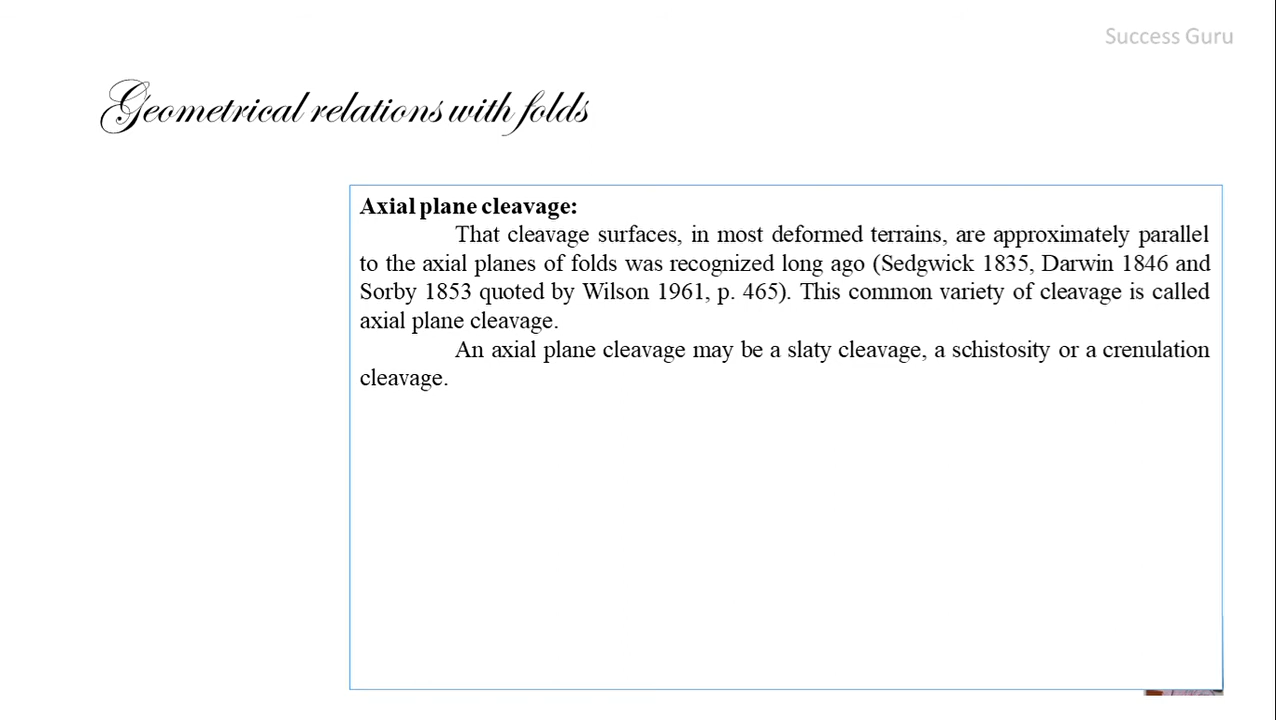 Success Guru
Geometrical relations with folds
Axial plane cleavage:
That cleavage surfaces, in most deformed terrains, are approximately parallel
to the axial planes of folds was recognized long ago (Sedgwick 1835, Darwin 1846 and
Sorby 1853 quoted by Wilson 1961, p. 465). This common variety of cleavage is called
axial plane cleavage.
An axial plane cleavage may be a slaty cleavage, a schistosity or a crenulation
cleavage.